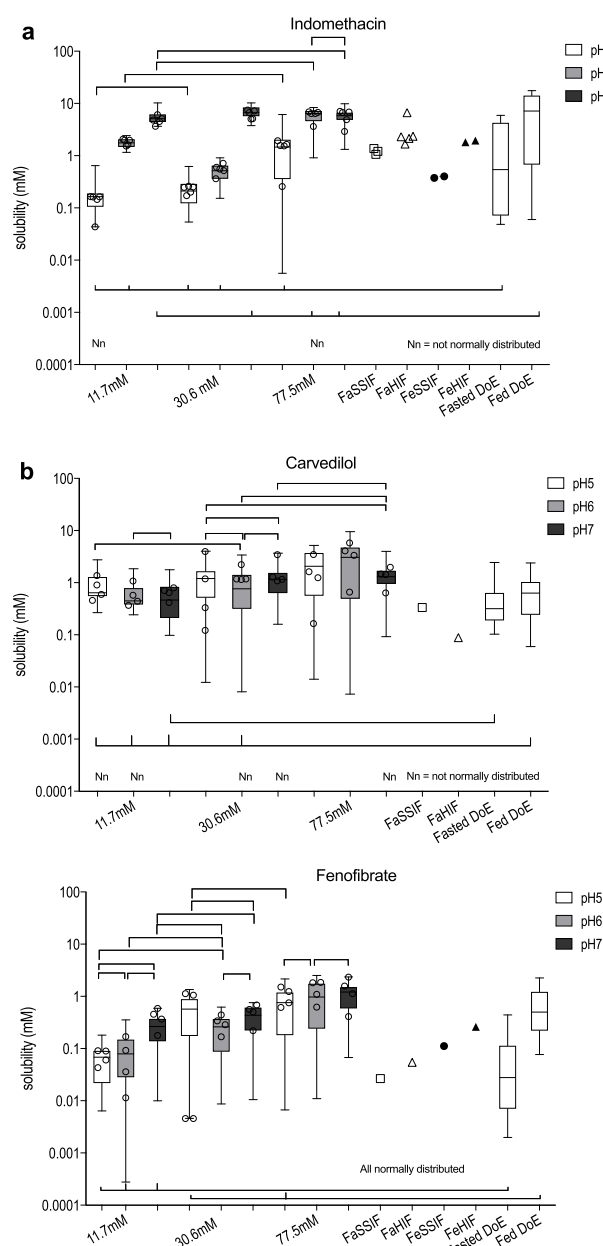 a
Indomethacin
100
10
1
0.1
0.01
0.001
0.0001
solubility (mM)
pH
pH
pH
Nn
Nn
Nn = not normally distributed
11.7mM
30.6 mM
77.5mM
FaSSIF
FaHIF
FeSSIF
FeHIF
Fasted DoE
Fed DoE
b
Carvedilol
100
10
1
0.1
0.01
0.001
0.0001
solubility (mM)
pH5
pH6
pH7
Nn
Nn
Nn
Nn
Nn
Nn = not normally distributed
11.7mM
30.6mM
77.5mM
FaSSIF
FaHIF
Fasted DoE
Fed DoE
Fenofibrate
100
10
1
0.1
0.01
0.001
0.0001
solubility (mM)
pH5
pH6
pH7
All normally distributed
11.7mM
30.6mM
77.5mM
FaSSIF
FaHIF
FeSSIF
FeHIF
asted DoE
Fed DoE